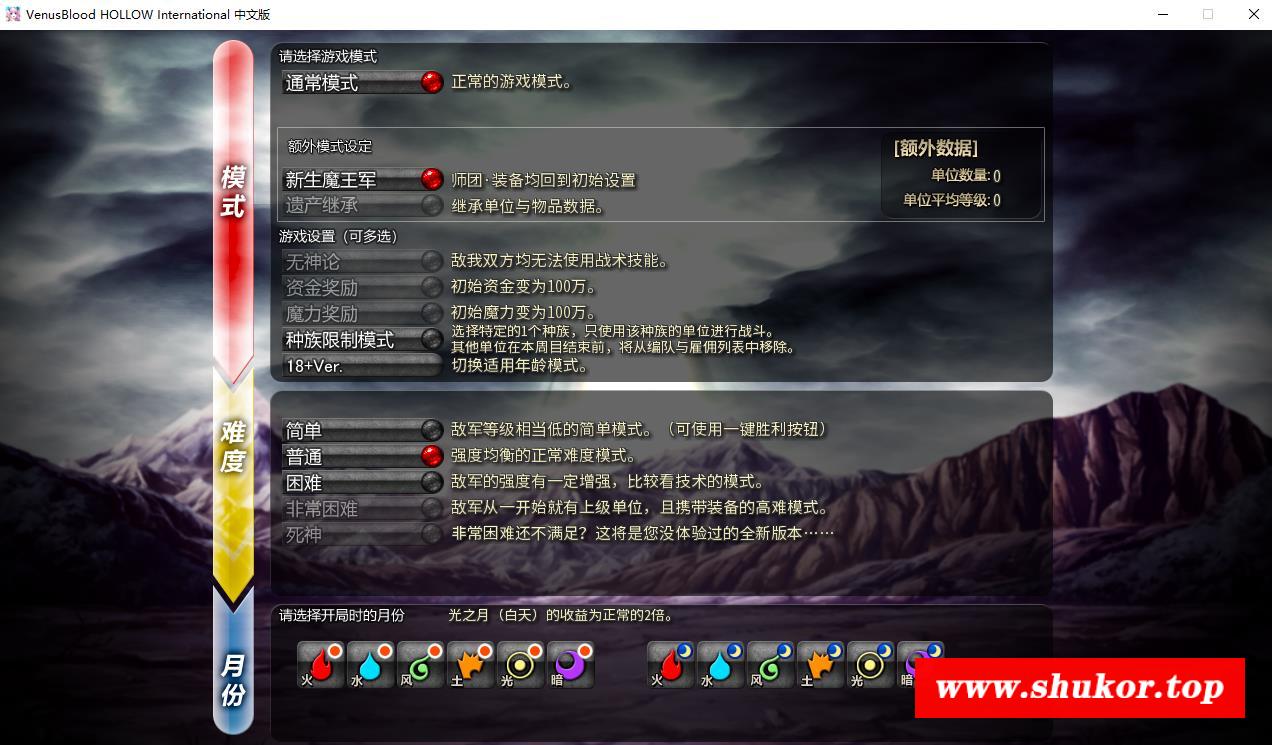 VenusBlood HOLLOW International 中文版
请选择游戏模式
通常模式 正常的游戏模式。
额外模式设定
[额外数据]
单位数量:0
单位平均等级:0
新生魔王军 师团·装备均回到初始设置
遗产继承 继承单位与物品数据。
游戏设置（可多选）
无神论 敌我双方均无法使用战术技能。
资金奖励 初始资金变为100万。
魔力奖励 初始魔力变为100万。
种族限制模式 选择特定的1个种族，只使用该种族的单位进行战斗。
其他单位在本周目结束前，将从编队与雇佣列表中移除。
18+Ver. 切换适用年龄模式。
模式
难度
简单 敌军等级相当低的简单模式。（可使用一键胜利按钮）
普通 强度均衡的正常难度模式。
困难 敌军的强度有一定增强，比较看技术的模式。
非常困难 敌军从一开始就有上级单位，且携带装备的高难模式。
死神 非常困难还不满足？这将是您没体验过的全新版本……
月份
请选择开局时的月份 光之月（白天）的收益为正常的2倍。
火 水 风 土 光 暗 火 水 风 土 光 暗
www.shukor.top